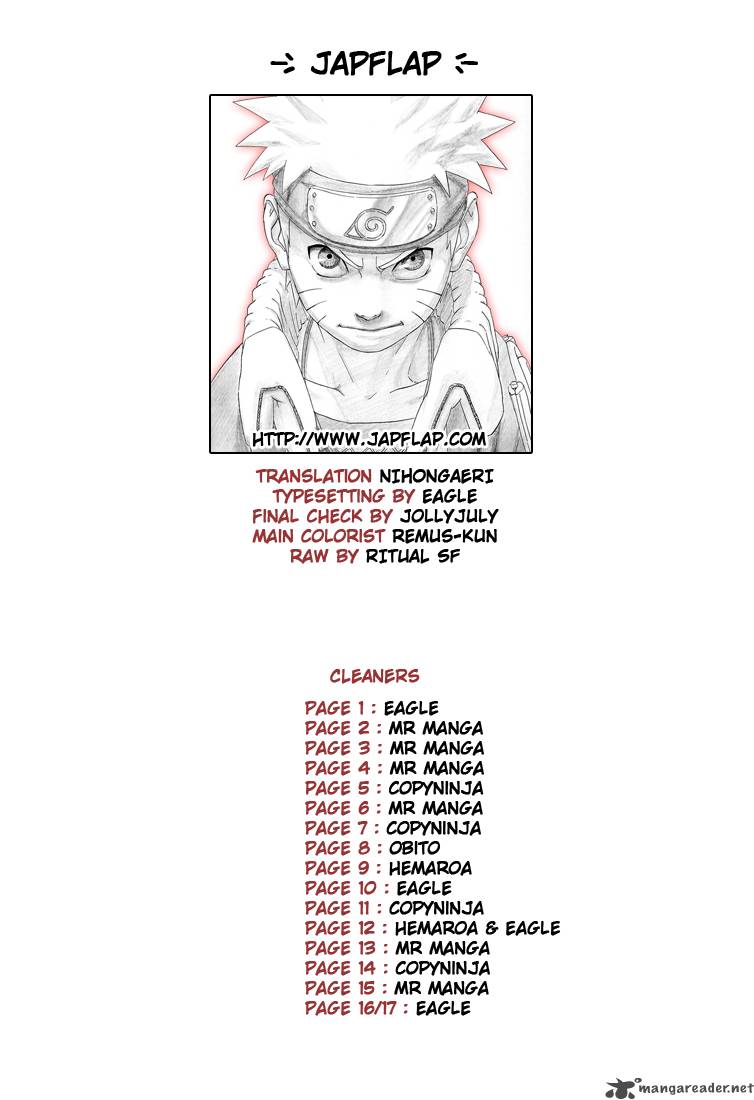 JAPFLAP
HTTP://WWW.JAPFLAP.COM
TRANSLATION NIHONGAERI
TYPESETTING BY EAGLE
FINAL CHECK BY JOLLYJULY
MAIN COLORIST REMUS-KUN
RAW BY RITUAL SF
CLEANERS
PAGE 1 : EAGLE
PAGE 2 : MR MANGA
PAGE 3 : MR MANGA
PAGE 4 : MR MANGA
PAGE 5 : COPYNINJA
PAGE 6 : MR MANGA
PAGE 7 : COPYNINJA
PAGE 8 : OBITO
PAGE 9 : HEMAROA
PAGE 10 : EAGLE
PAGE 11 : COPYNINJA
PAGE 12 : HEMAROA & EAGLE
PAGE 13 : MR MANGA
PAGE 14 : COPYNINJA
PAGE 15 : MR MANGA
PAGE 16/17 : EAGLE
mangareader.net